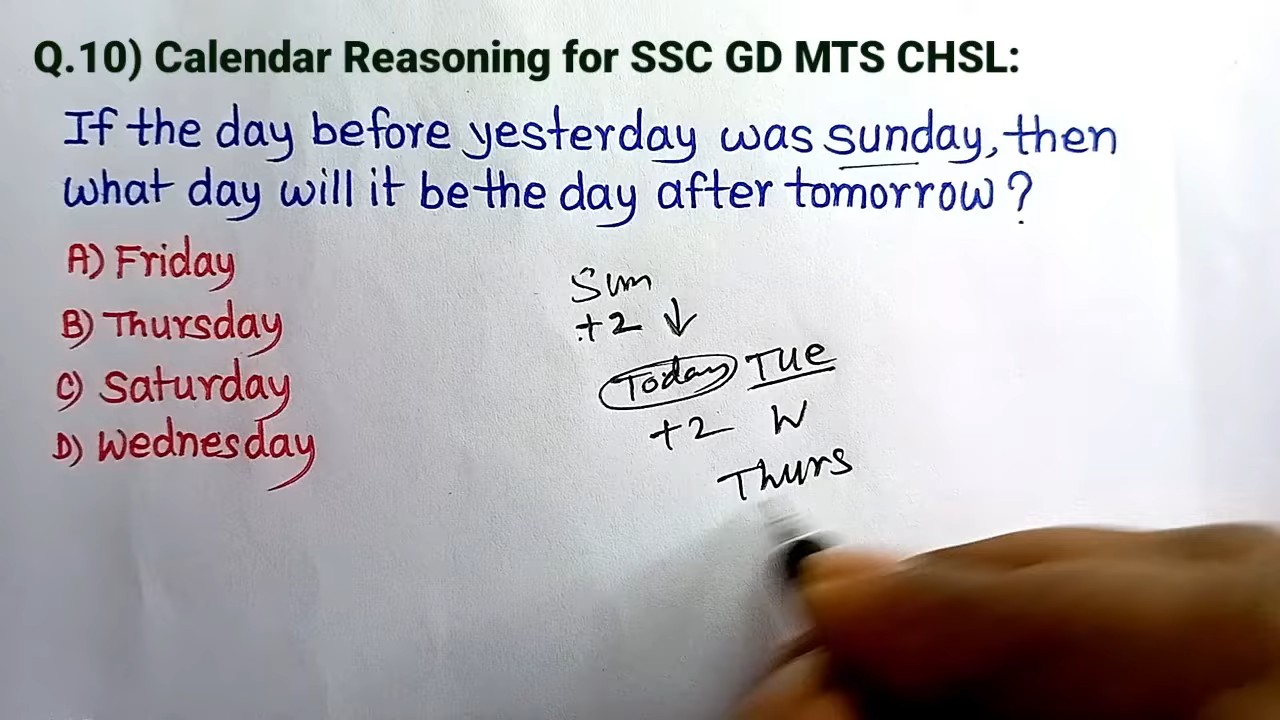 Q.10) Calendar Reasoning for SSC GD MTS CHSL:
If the day before yesterday was sunday, then
what day will it be the day after tomorrow?
A) Friday
B) Thursday
C) Saturday
D) Wednesday
Sun
+2 ↓
Today Tue
+2 W
Thurs